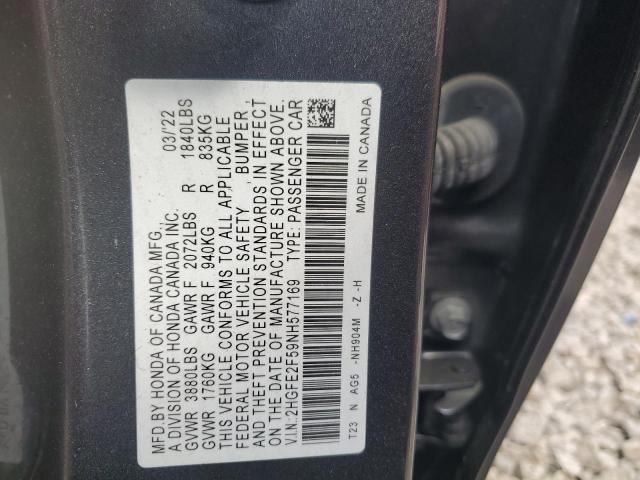 MFD.BY HONDA OF CANADA MFG., 03/'22
A DIVISION OF HONDA CANADA INC.
GVWR 3880LBS GAWR F 2072LBS R 1840LBS
GVWR 1760KG GAWR F 940KG R 835KG
THIS VEHICLE CONFORMS TO ALL APPLICABLE
FEDERAL MOTOR VEHICLE SAFETY, BUMPER,
AND THEFT PREVENTION STANDARDS IN EFFECT
ON THE DATE OF MANUFACTURE SHOWN ABOVE.
V.I.N.:2HGFE2F59NH577169 TYPE: PASSENGER CAR
T23 N AG5 -NH904M -Z -H MADE IN CANADA